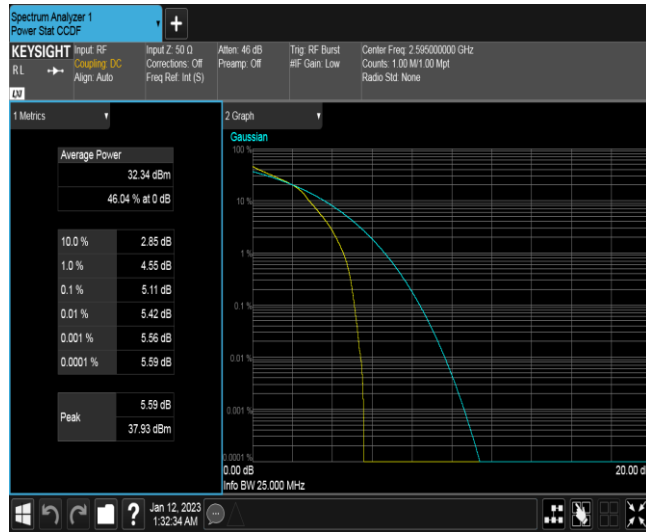 Spectrum Analyzer 1
Power Stat CCDF
KEYSIGHT
RL
LXI
Input: RF
Coupling: DC
Align: Auto
Input Z: 50 Ω
Corrections: Off
Freq Ref: Int (S)
Atten: 46 dB
Preamp: Off
Trig: RF Burst
#IF Gain: Low
Center Freq: 2.595000000 GHz
Counts: 1.00 M/1.00 Mpt
Radio Std: None
1 Metrics
Average Power
32.34 dBm
46.04 % at 0 dB
10.0 % 2.85 dB
1.0 % 4.55 dB
0.1 % 5.11 dB
0.01 % 5.42 dB
0.001 % 5.56 dB
0.0001 % 5.59 dB
Peak
5.59 dB
37.93 dBm
2 Graph
Gaussian
100 %
10 %
1 %
0.1 %
0.01 %
0.001 %
0.0001 %
0.00 dB
20.00 d
Info BW 25.000 MHz
?
Jan 12, 2023
1:32:34 AM